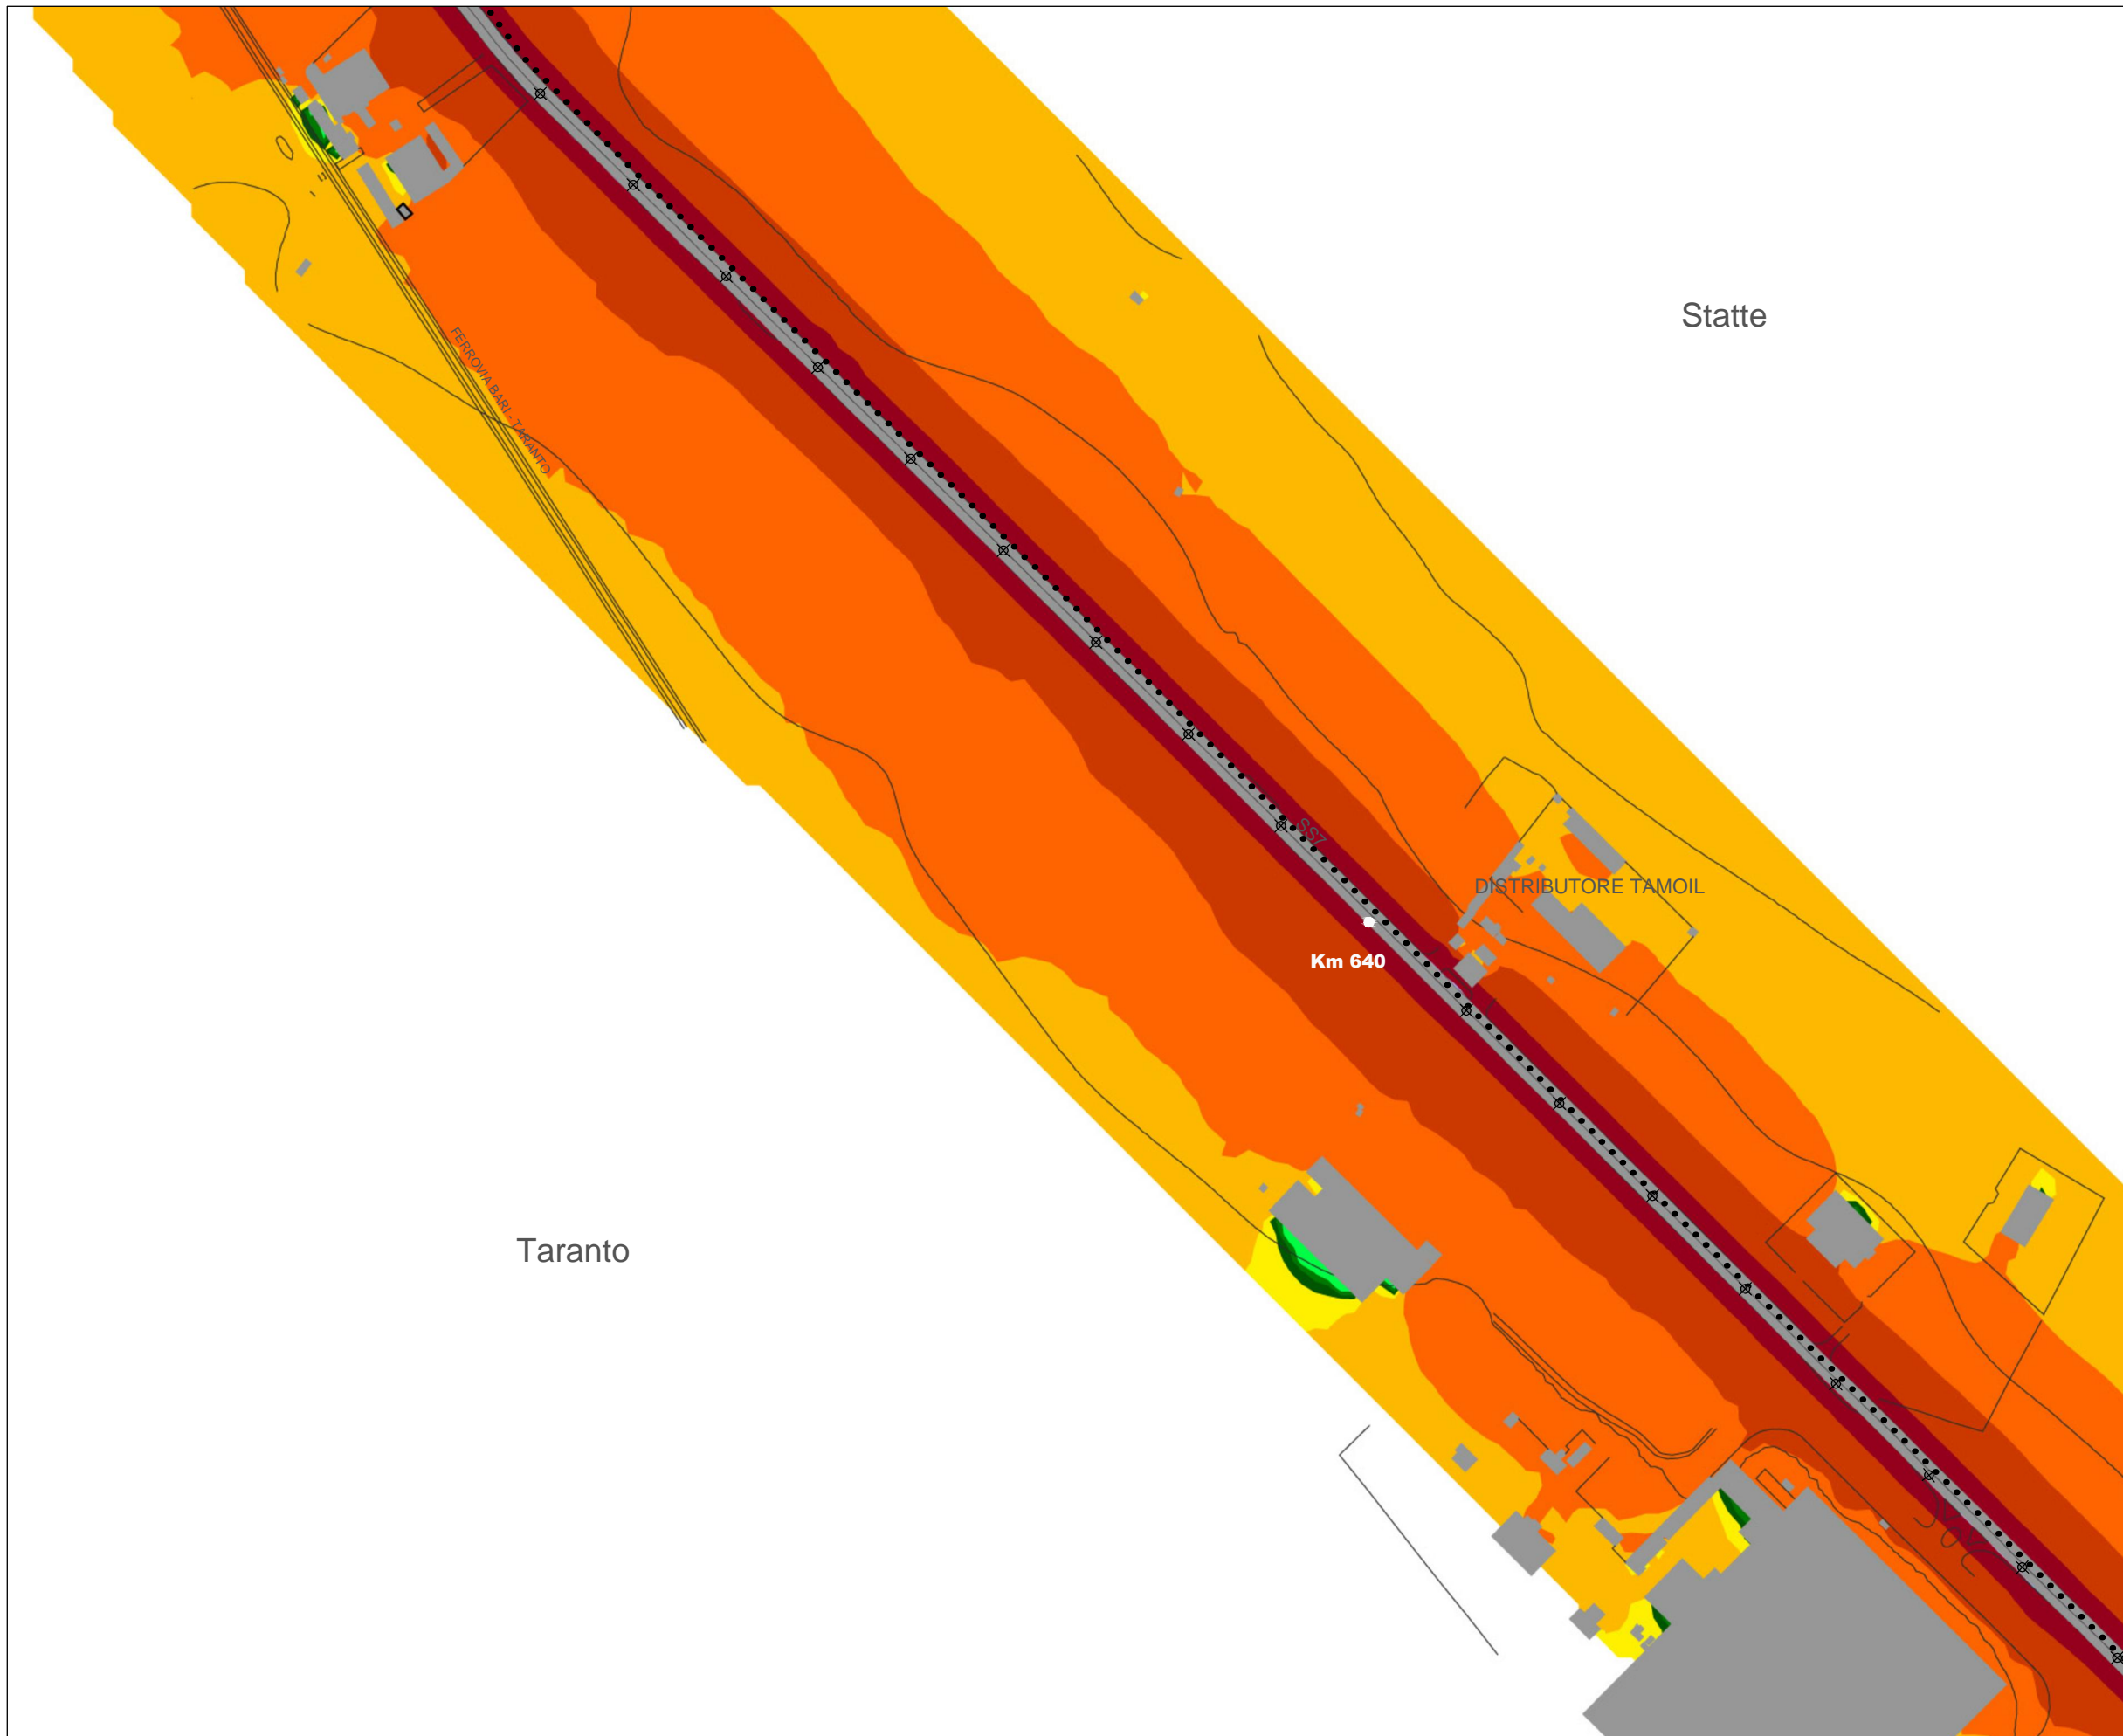 Statte
FERROVIA BARI - TARANTO
SS7
DISTRIBUTORE TAMOIL
Km 640
Taranto